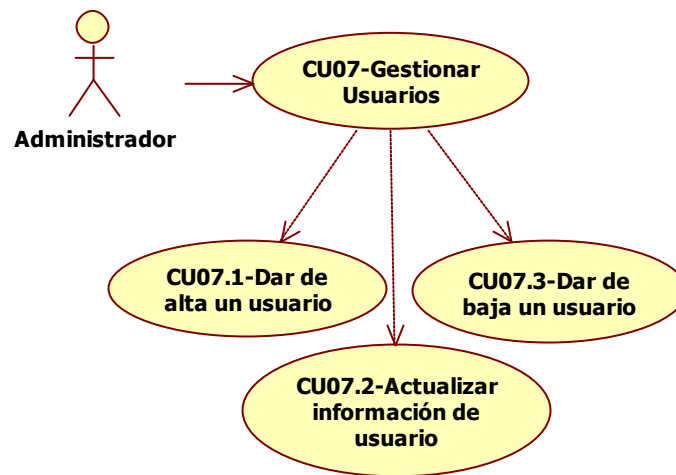 CU07-Gestionar
Usuarios
Administrador
CU07.1-Dar de
alta un usuario
CU07.3-Dar de
baja un usuario
CU07.2-Actualizar
información de
usuario